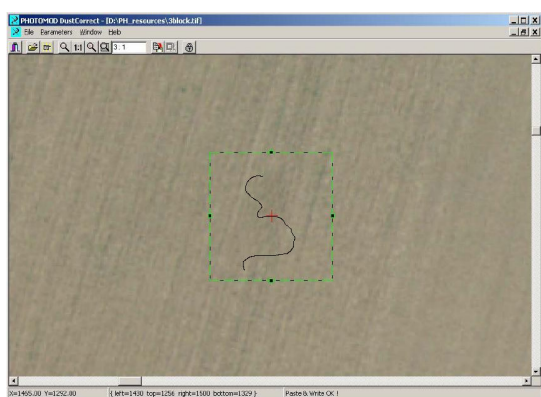 PHOTOMOD DustCorrect - [D:\PH_resources\3block.tif]
File Parameters Window Help
1:1 3.1
X=1465.00 Y=1292.00 { left=1430 top=1256 right=1500 bottom=1329 } Paste & Write OK !